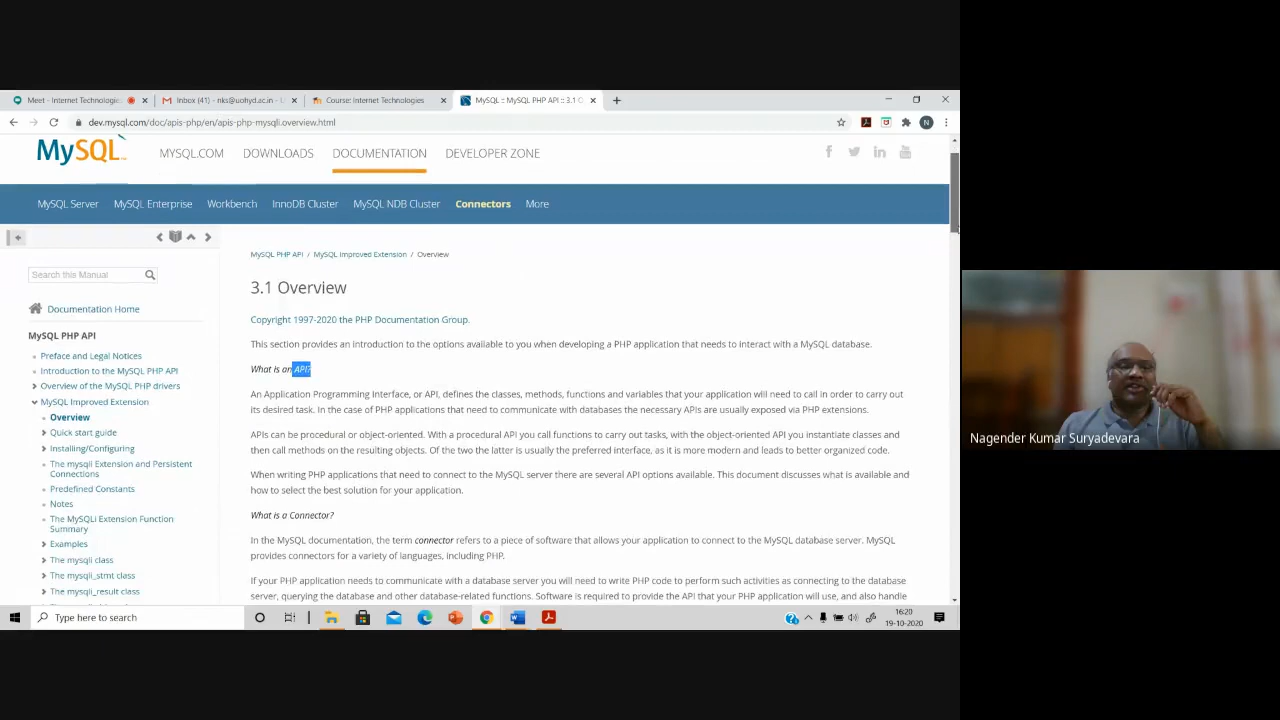 Meet - Internet Technologies
Inbox (41) - nks@uohyd.ac.in - U
Course: Internet Technologies
MySQL :: MySQL PHP API :: 3.1 O
dev.mysql.com/doc/apis-php/en/apis-php-mysqli.overview.html
N
MySQL
MYSQL.COM
DOWNLOADS
DOCUMENTATION
DEVELOPER ZONE
MySQL Server
MySQL Enterprise
Workbench
InnoDB Cluster
MySQL NDB Cluster
Connectors
More
Search this Manual
Documentation Home
MySQL PHP API
Preface and Legal Notices
Introduction to the MySQL PHP API
Overview of the MySQL PHP drivers
MySQL Improved Extension
Overview
Quick start guide
Installing/Configuring
The mysqli Extension and Persistent
Connections
Predefined Constants
Notes
The MySQLi Extension Function
Summary
Examples
The mysqli class
The mysqli_stmt class
The mysqli_result class
MySQL PHP API / MySQL Improved Extension / Overview
3.1 Overview
Copyright 1997-2020 the PHP Documentation Group.
This section provides an introduction to the options available to you when developing a PHP application that needs to interact with a MySQL database.
What is an API?
An Application Programming Interface, or API, defines the classes, methods, functions and variables that your application will need to call in order to carry out
its desired task. In the case of PHP applications that need to communicate with databases the necessary APIs are usually exposed via PHP extensions.
APIs can be procedural or object-oriented. With a procedural API you call functions to carry out tasks, with the object-oriented API you instantiate classes and
then call methods on the resulting objects. Of the two the latter is usually the preferred interface, as it is more modern and leads to better organized code.
When writing PHP applications that need to connect to the MySQL server there are several API options available. This document discusses what is available and
how to select the best solution for your application.
What is a Connector?
In the MySQL documentation, the term connector refers to a piece of software that allows your application to connect to the MySQL database server. MySQL
provides connectors for a variety of languages, including PHP.
If your PHP application needs to communicate with a database server you will need to write PHP code to perform such activities as connecting to the database
server, querying the database and other database-related functions. Software is required to provide the API that your PHP application will use, and also handle
Nagender Kumar Suryadevara
Type here to search
16:20
19-10-2020